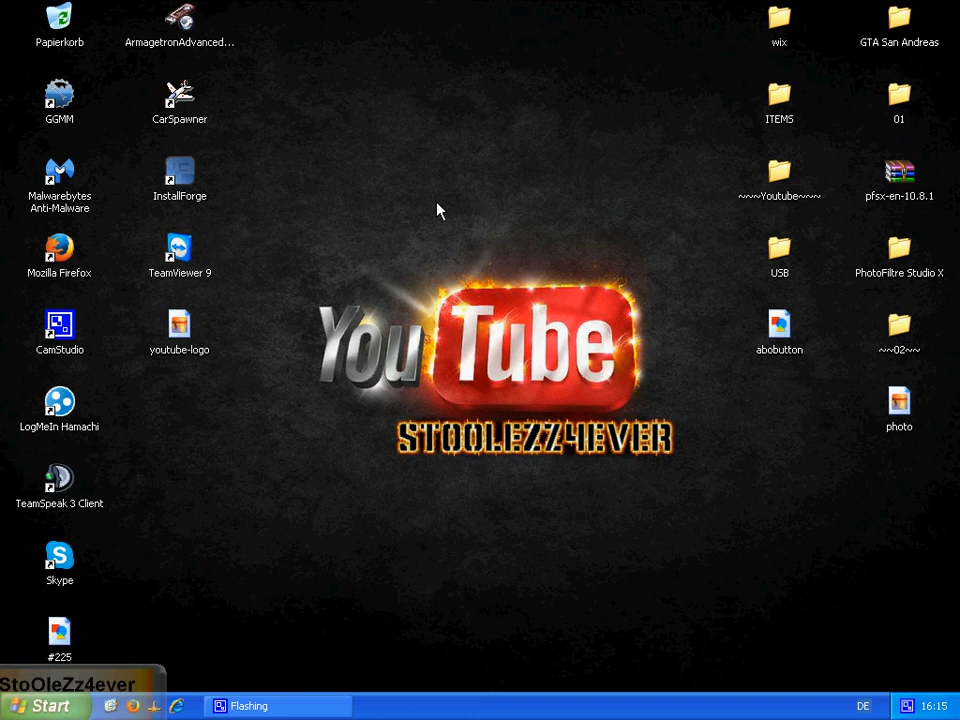 Papierkorb
ArmagetronAdvanced...
wix
GTA San Andreas
GGMM
CarSpawner
ITEMS
01
Malwarebytes
Anti-Malware
InstallForge
~~~Youtube~~~
pfsx-en-10.8.1
Mozilla Firefox
TeamViewer 9
USB
PhotoFiltre Studio X
CamStudio
youtube-logo
YouTube
abobutton
~~02~~
LogMeIn Hamachi
STOOLEZZ4EVER
photo
TeamSpeak 3 Client
Skype
#225
StoOleZz4ever
Start
Flashing
DE
16:15